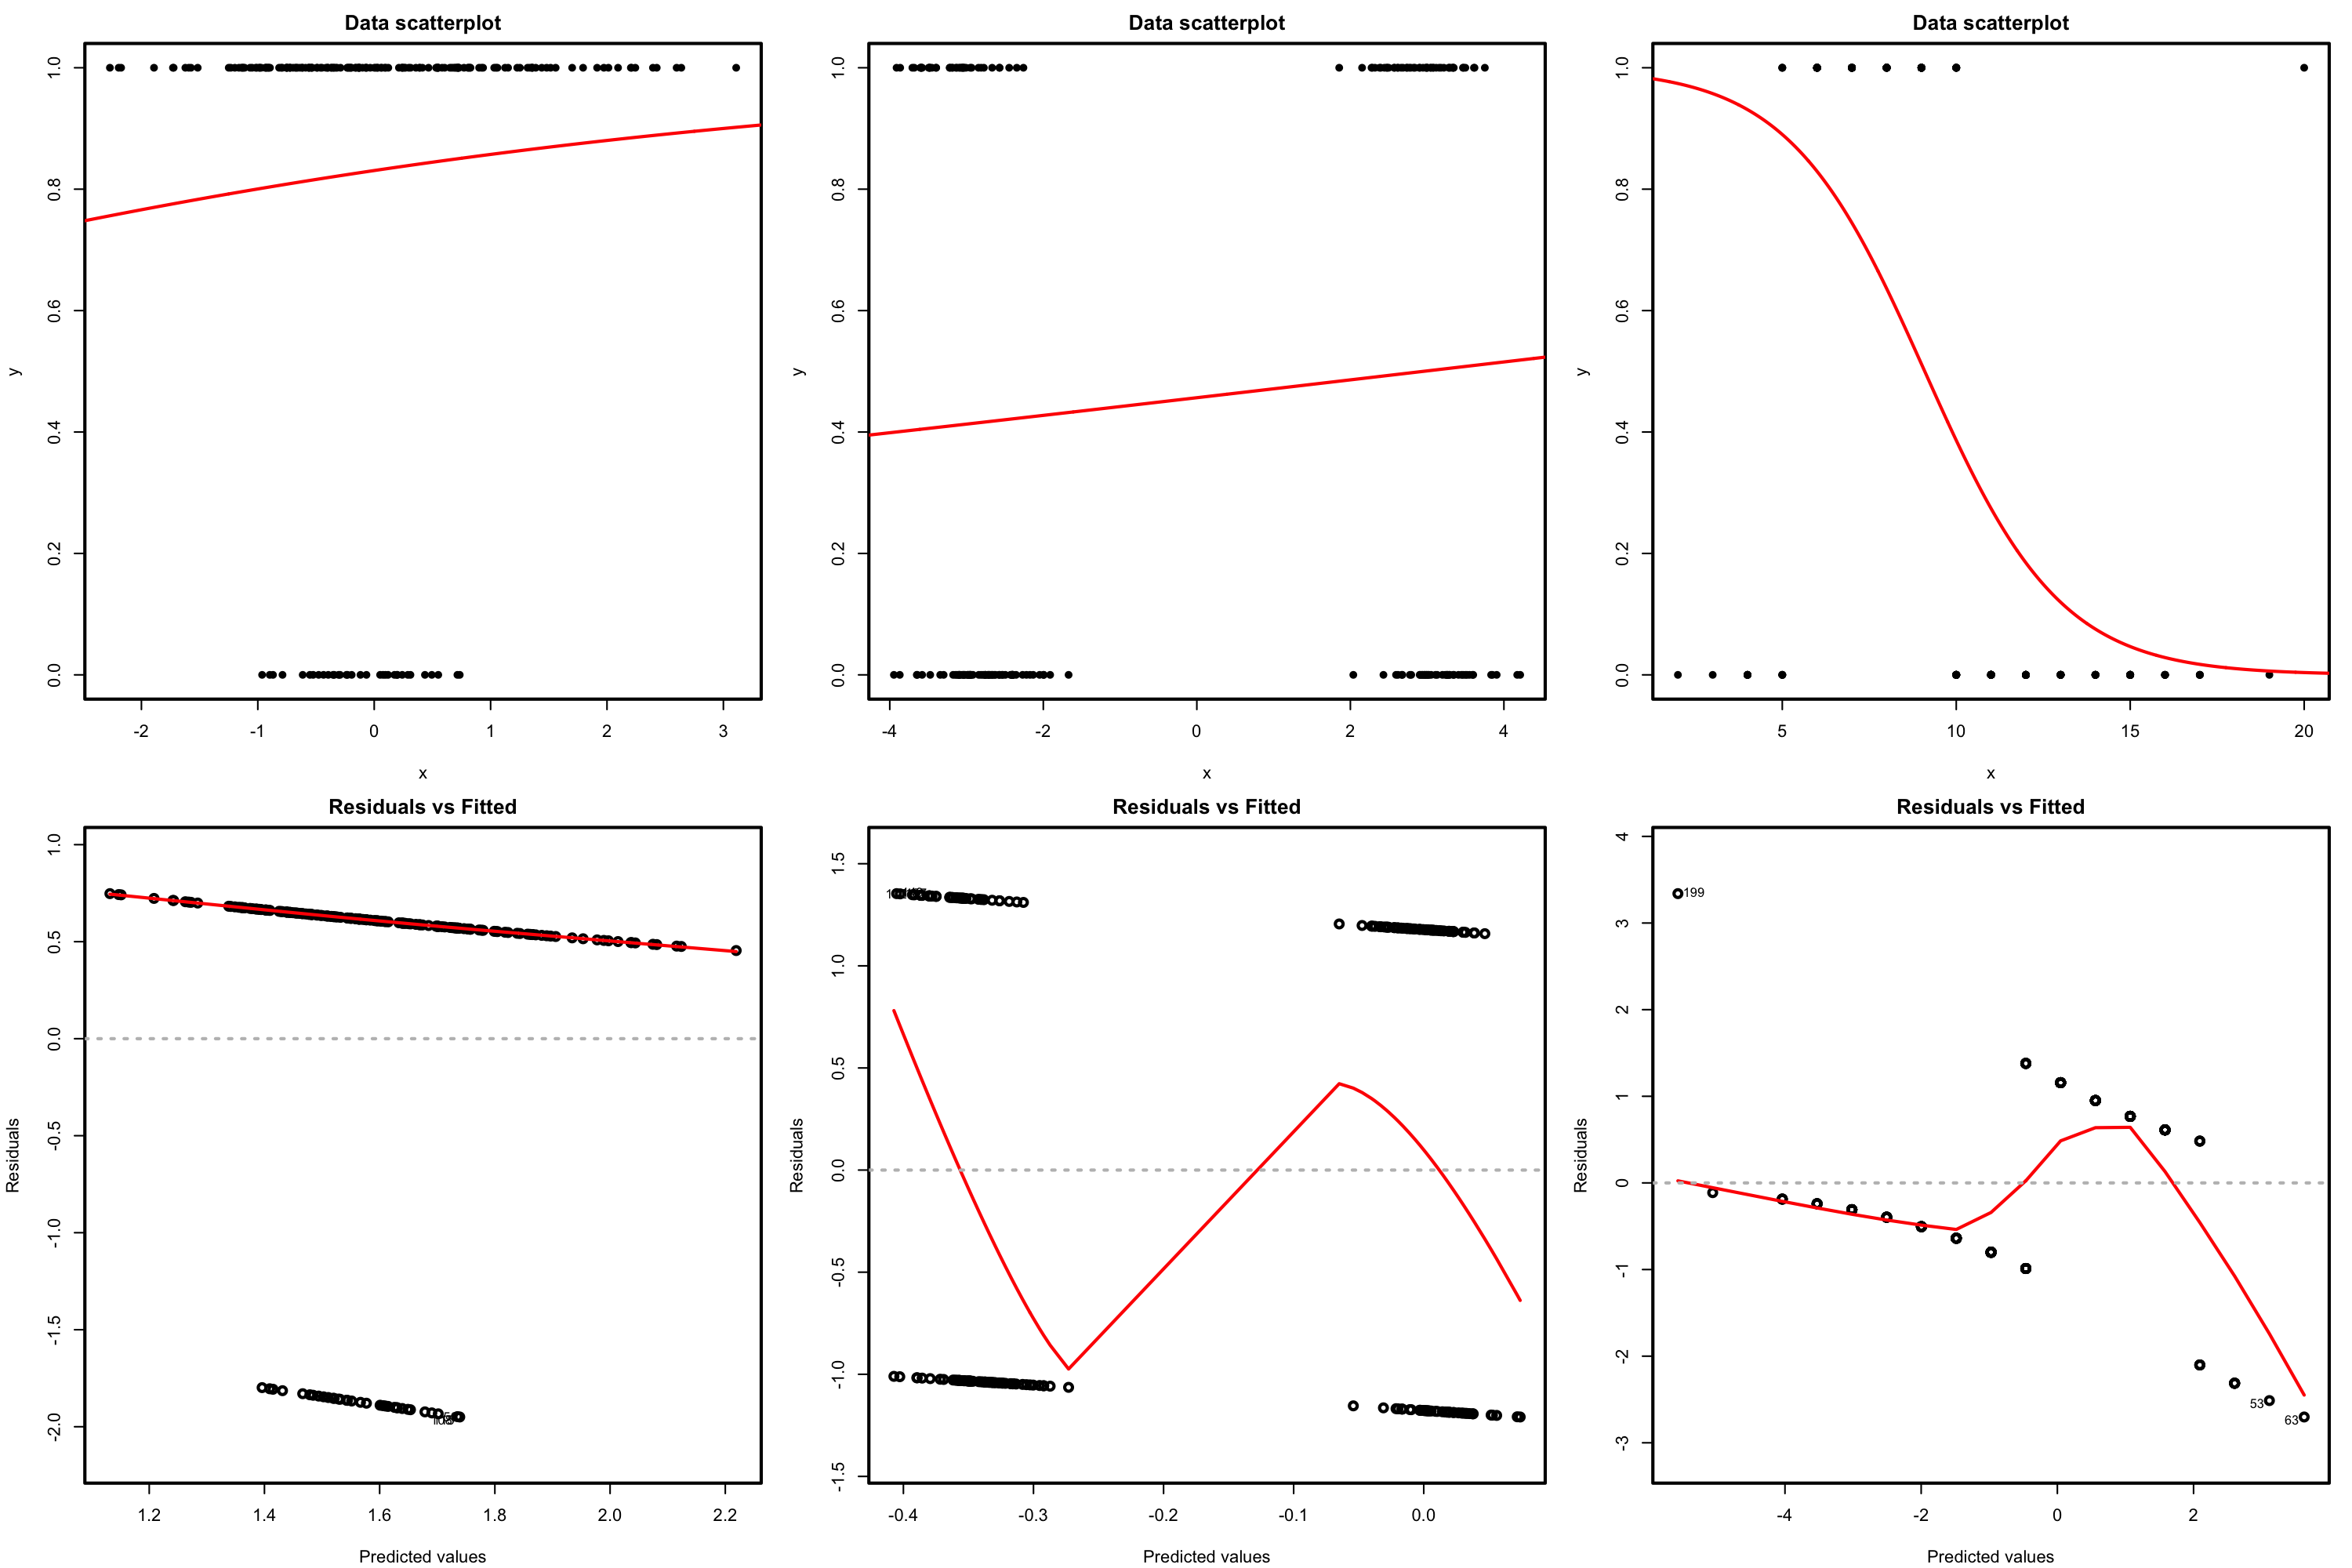 Data scatterplot
1.0
0.8
0.6
0.4
0.2
0.0
y
-2 -1 0 1 2 3
x
Data scatterplot
1.0
0.8
0.6
0.4
0.2
0.0
y
-4 -2 0 2 4
x
Data scatterplot
1.0
0.8
0.6
0.4
0.2
0.0
y
5 10 15 20
x
Residuals vs Fitted
1.0
0.5
0.0
-0.5
-1.0
-1.5
-2.0
Residuals
1.2 1.4 1.6 1.8 2.0 2.2
Predicted values
Residuals vs Fitted
1.5
1.0
0.5
0.0
-0.5
-1.0
-1.5
Residuals
-0.4 -0.3 -0.2 -0.1 0.0
Predicted values
Residuals vs Fitted
4
3
2
1
0
-1
-2
-3
Residuals
199
53
63
-4 -2 0 2
Predicted values